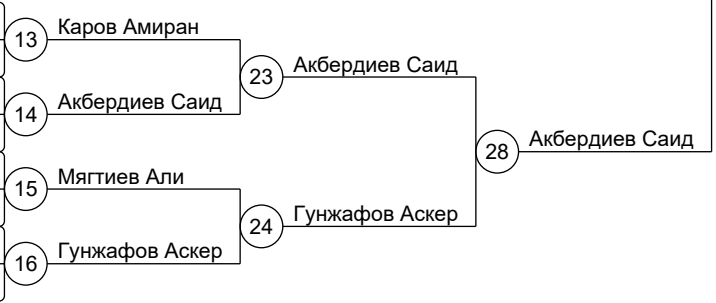 13 Каров Амиран
23 Акбердиев Саид
14 Акбердиев Саид
28 Акбердиев Саид
15 Мягтиев Али
24 Гунжафов Аскер
16 Гунжафов Аскер